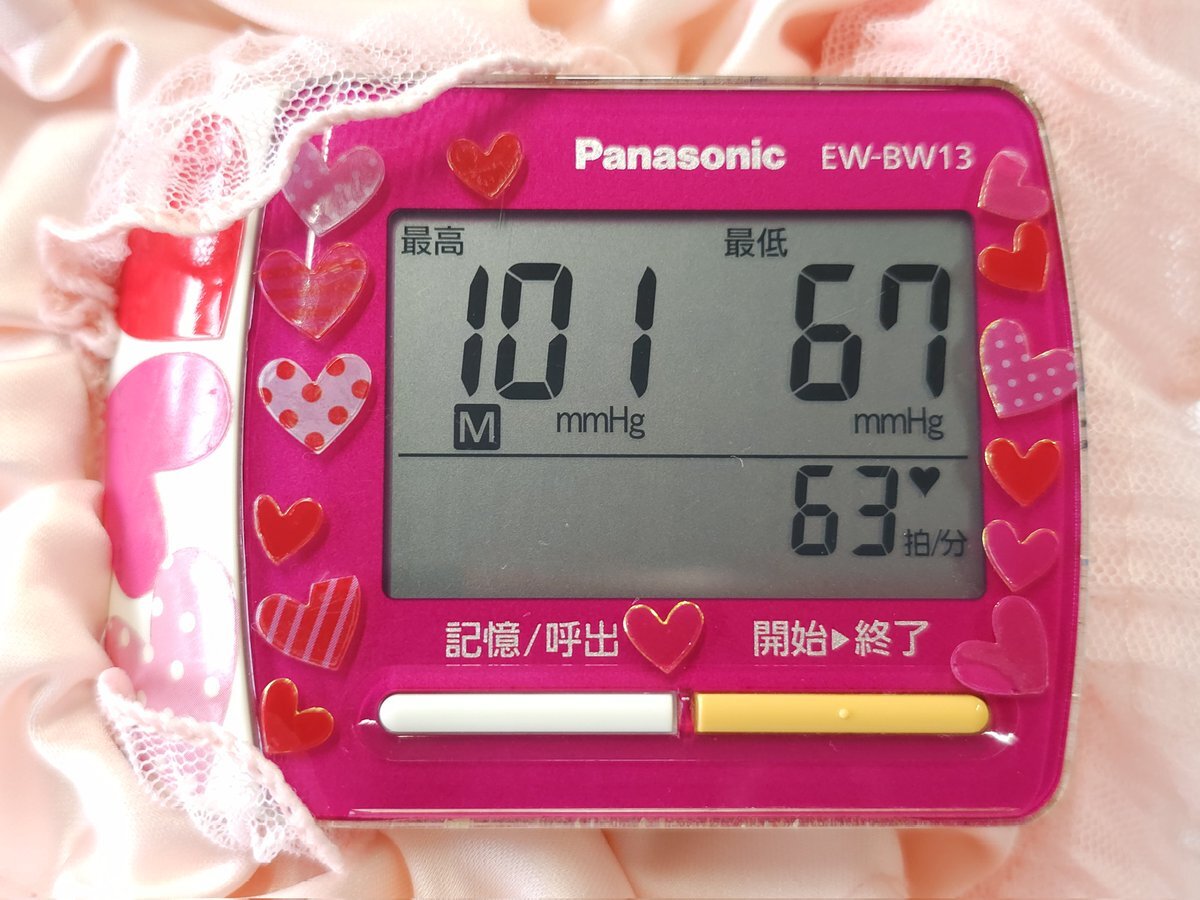 Panasonic EW-BW13
最高 最低
101 67
M mmHg mmHg
63♥
拍/分
記憶/呼出 開始▶終了